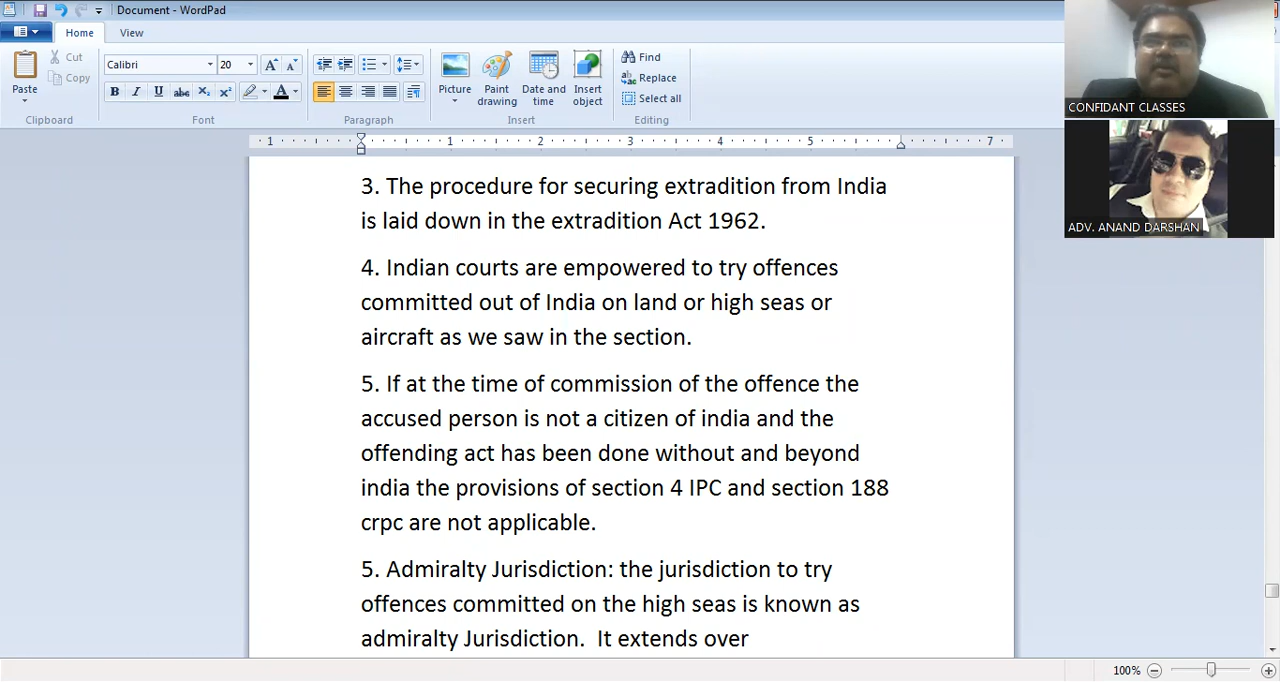 Document - WordPad
Home
View
Paste
Cut
Copy
Clipboard
Calibri
20
Font
Paragraph
Picture
Paint drawing
Date and time
Insert object
Insert
Find
Replace
Select all
Editing
CONFIDANT CLASSES
ADV. ANAND DARSHAN
1 1 2 3 4 5 7
3. The procedure for securing extradition from India
is laid down in the extradition Act 1962.
4. Indian courts are empowered to try offences
committed out of India on land or high seas or
aircraft as we saw in the section.
5. If at the time of commission of the offence the
accused person is not a citizen of india and the
offending act has been done without and beyond
india the provisions of section 4 IPC and section 188
crpc are not applicable.
5. Admiralty Jurisdiction: the jurisdiction to try
offences committed on the high seas is known as
admiralty Jurisdiction.  It extends over
100%